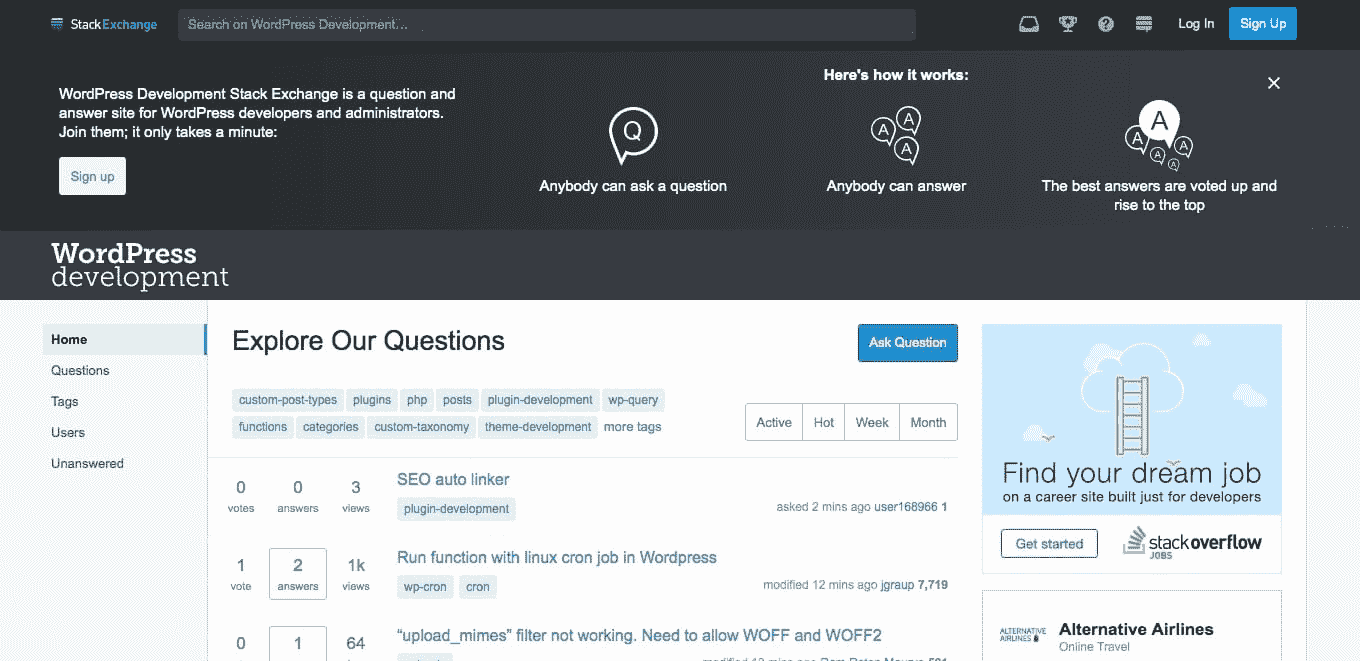 StackExchange
Search on WordPress Development…
Log In
Sign Up
Here's how it works:
WordPress Development Stack Exchange is a question and
answer site for WordPress developers and administrators.
Join them; it only takes a minute:
Sign up
Q
Anybody can ask a question
A
A
A
Anybody can answer
A
A
A
A
A
The best answers are voted up and
rise to the top
WordPress
development
Home
Questions
Tags
Users
Unanswered
Explore Our Questions
Ask Question
custom-post-types plugins php posts plugin-development wp-query
functions categories custom-taxonomy theme-development more tags
Active Hot Week Month
0 votes
0 answers
3 views
SEO auto linker
plugin-development
asked 2 mins ago user168966 1
1 vote
2 answers
1k views
Run function with linux cron job in Wordpress
wp-cron cron
modified 12 mins ago jgraup 7,719
0
1
64
“upload_mimes” filter not working. Need to allow WOFF and WOFF2
Find your dream job
on a career site built just for developers
Get started
stackoverflow
JOBS
ALTERNATIVE
AIRLINES
Alternative Airlines
Online Travel